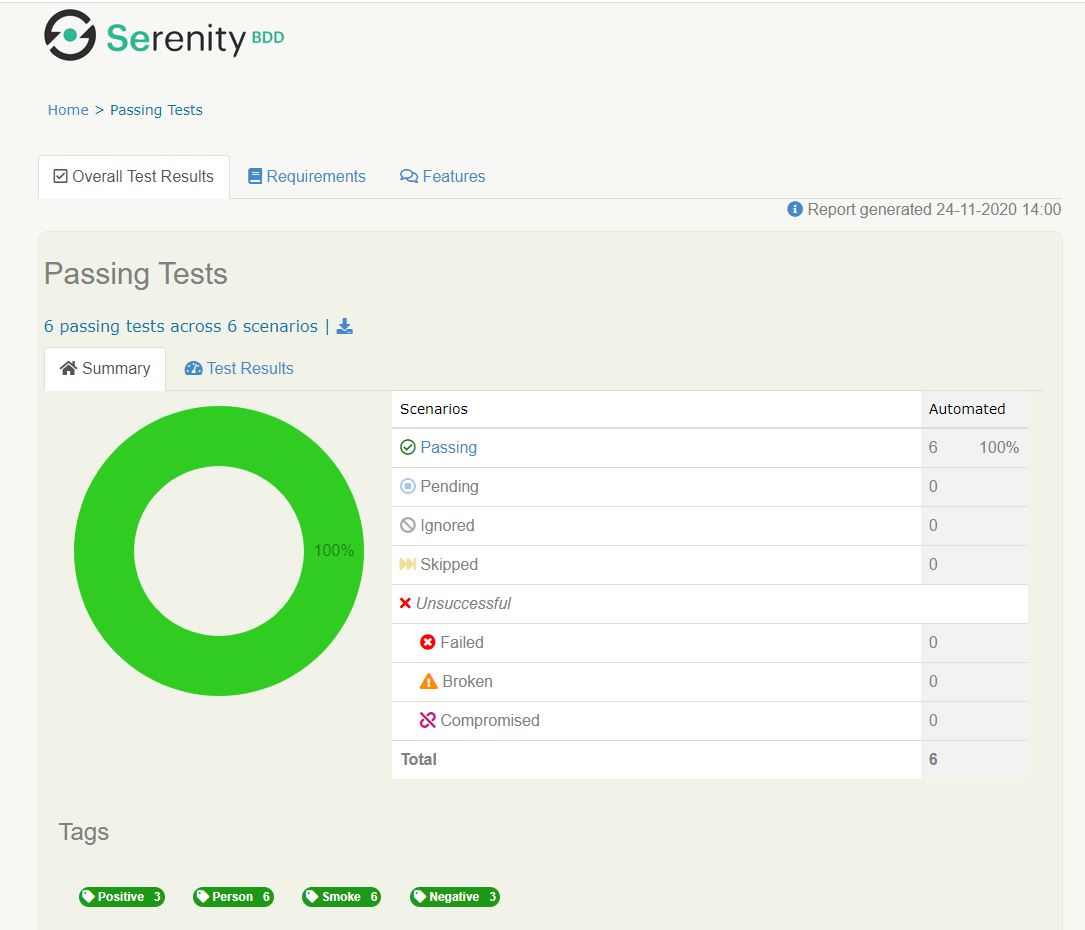 Serenity BDD
Home > Passing Tests
Overall Test Results Requirements Features
Report generated 24-11-2020 14:00
Passing Tests
6 passing tests across 6 scenarios |
Summary Test Results
Scenarios Automated
Passing 6 100%
Pending 0
Ignored 0
100%
Skipped 0
Unsuccessful
Failed 0
Broken 0
Compromised 0
Total 6
Tags
Positive 3 Person 6 Smoke 6 Negative 3